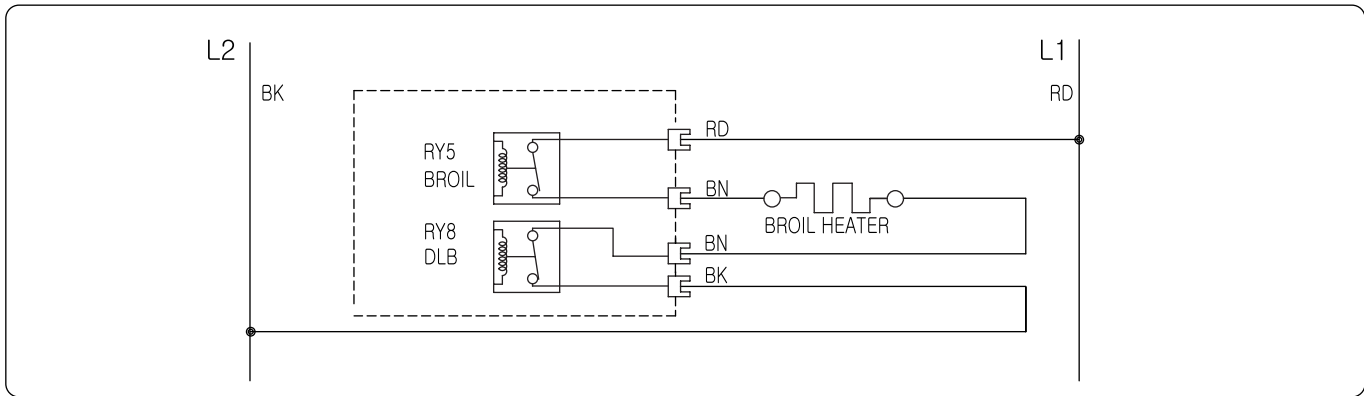 L2
L1
BK
RD
RD
RY5
BROIL
BN
BROIL HEATER
RY8
DLB
BN
BK